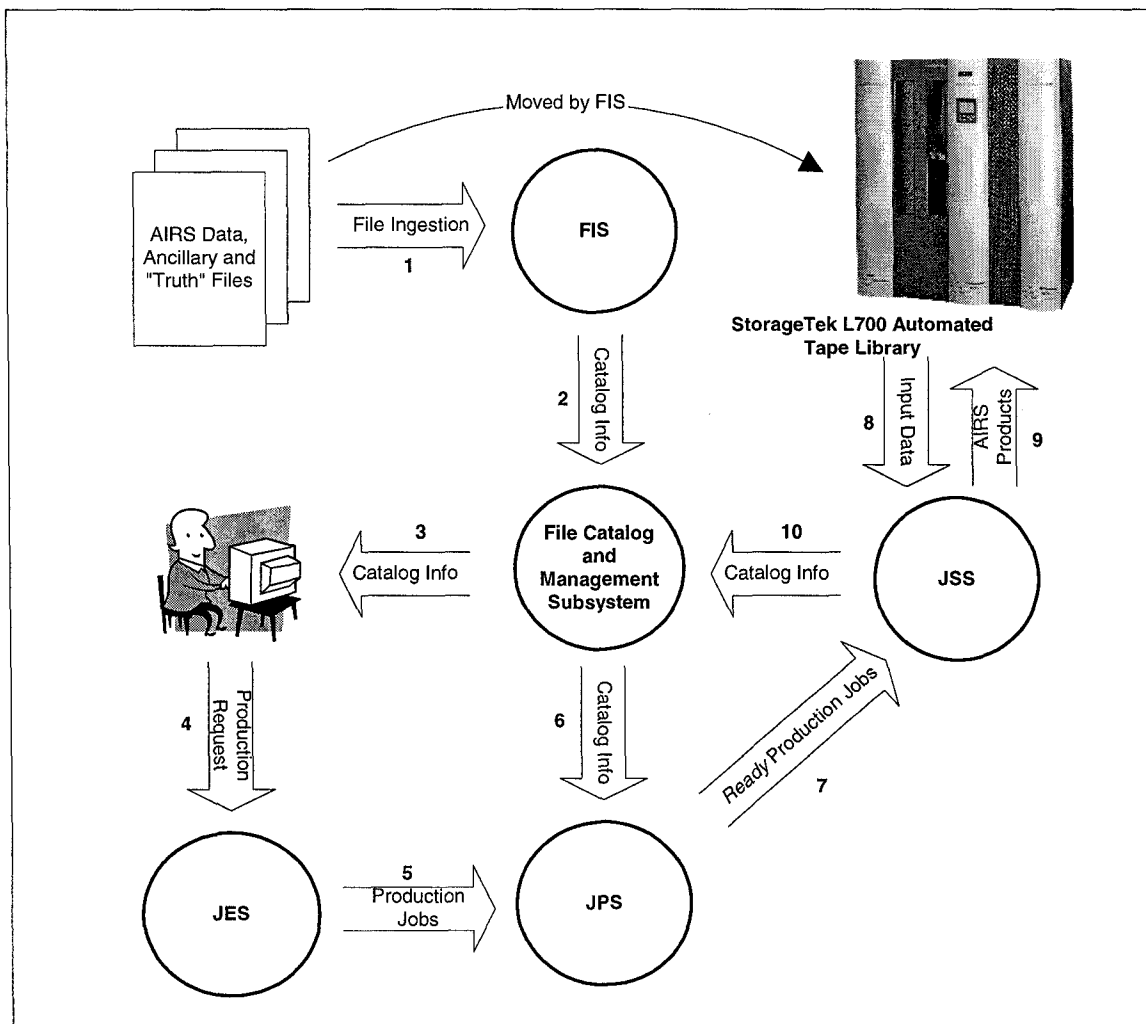 Moved by FIS
AIRS Data,
Ancillary and
"Truth" Files
File Ingestion
1
FIS
StorageTek L700 Automated
Tape Library
2
Catalog Info
8
Input Data
AIRS
Products
9
3
Catalog Info
File Catalog
and
Management
Subsystem
10
Catalog Info
JSS
4
Production
Request
6
Catalog Info
Ready Production Jobs
7
JES
5
Production
Jobs
JPS